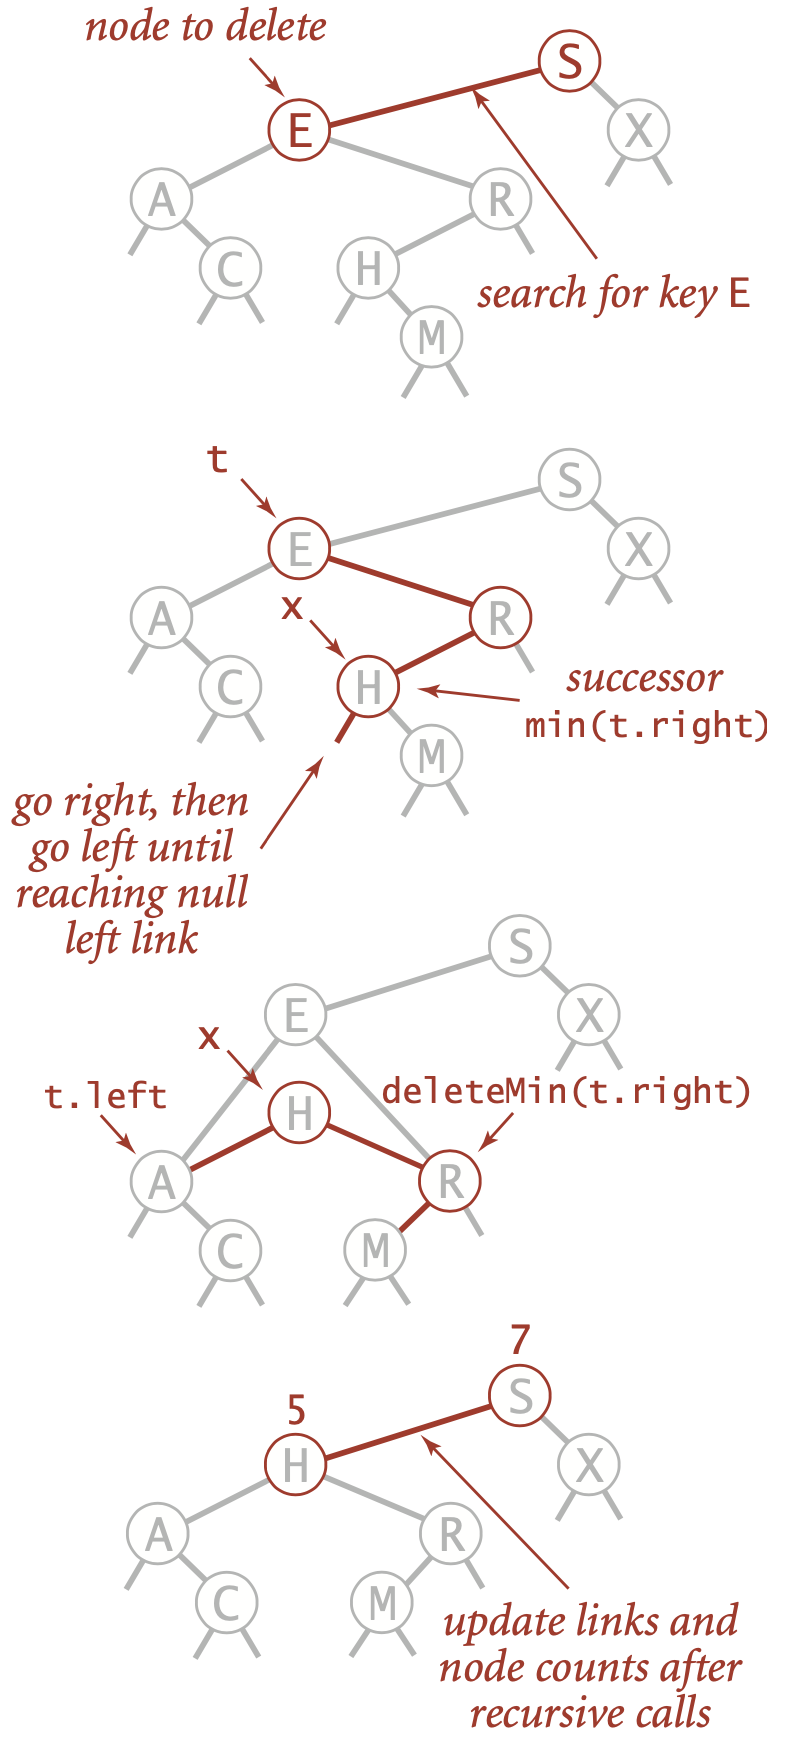 node to delete
S
E
X
A
R
C
H
search for key E
M
t
S
E
X
x
A
R
C
H
successor
min(t.right)
M
go right, then
go left until
reaching null
left link
S
E
X
x
t.left
deleteMin(t.right)
H
A
R
C
M
7
S
5
H
X
A
R
C
M
update links and
node counts after
recursive calls